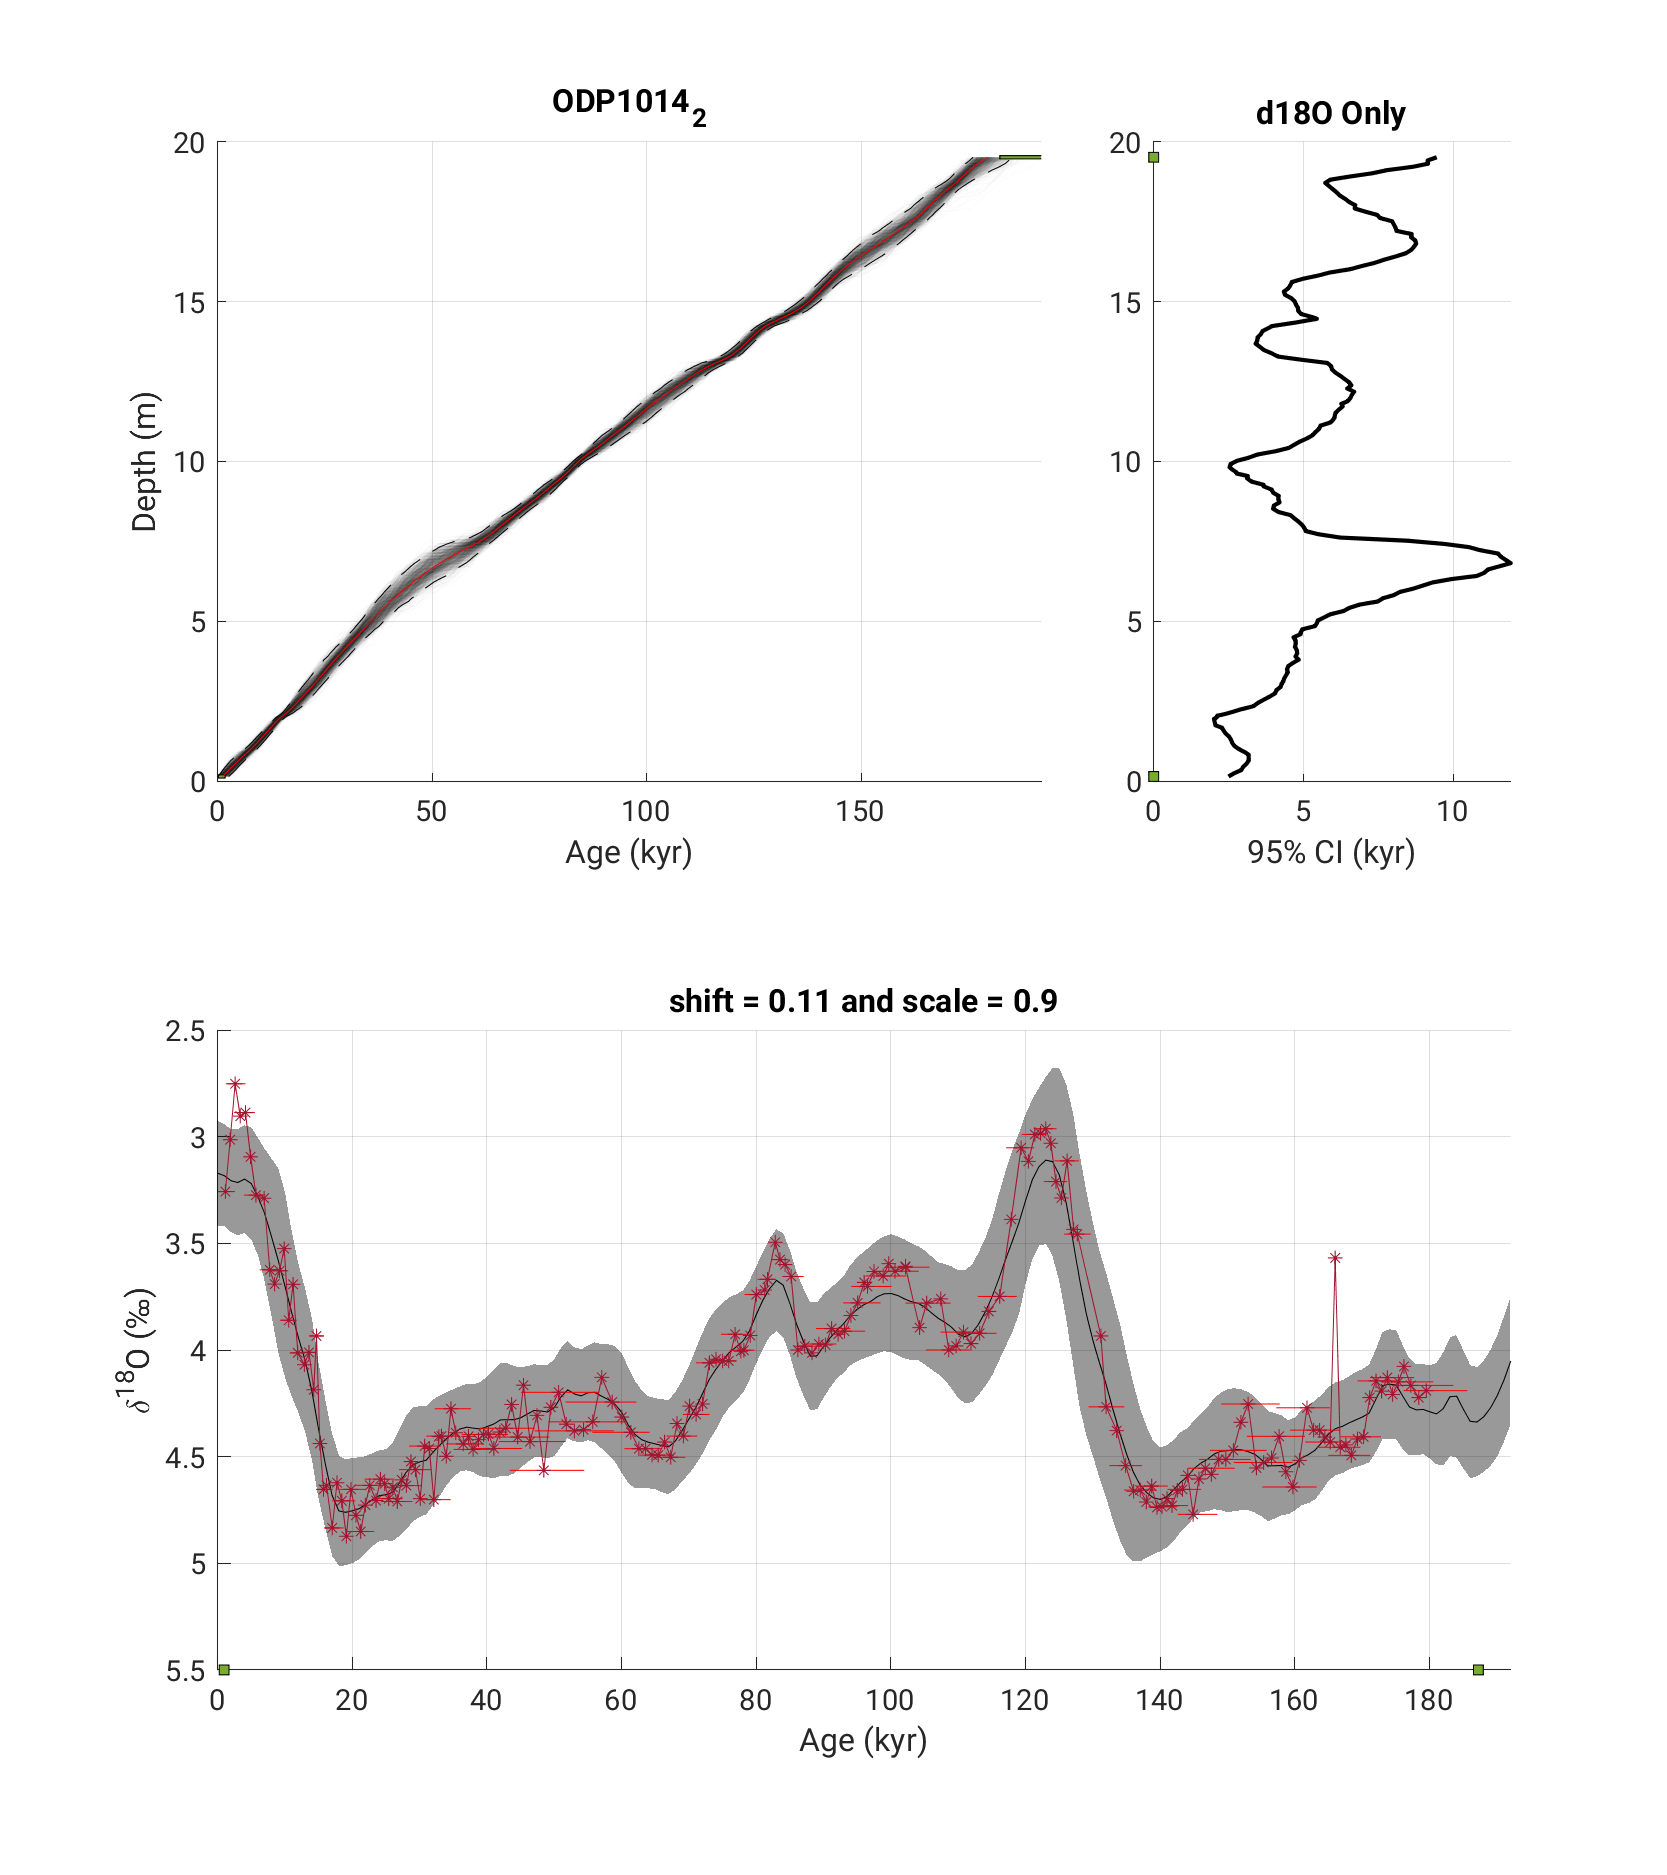 ODP1014₂
d18O Only
20
15
10
5
0
Depth (m)
0 50 100 150
Age (kyr)
20
15
10
5
0
0 5 10
95% CI (kyr)
shift = 0.11 and scale = 0.9
2.5
3
3.5
4
4.5
5
5.5
δ¹⁸O (‰)
0 20 40 60 80 100 120 140 160 180
Age (kyr)